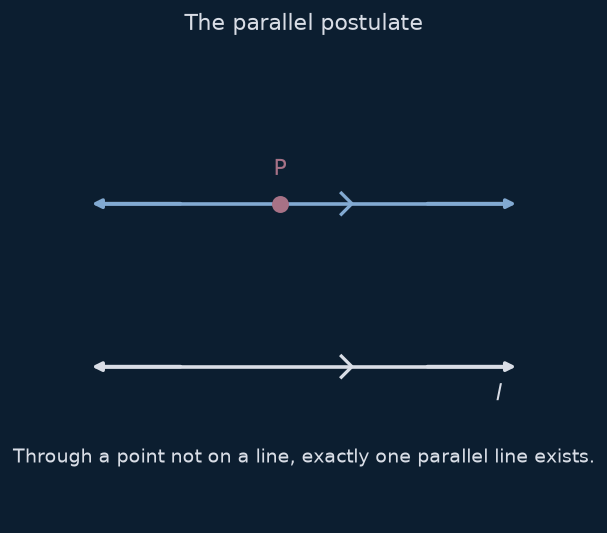 The parallel postulate
P
l
Through a point not on a line, exactly one parallel line exists.